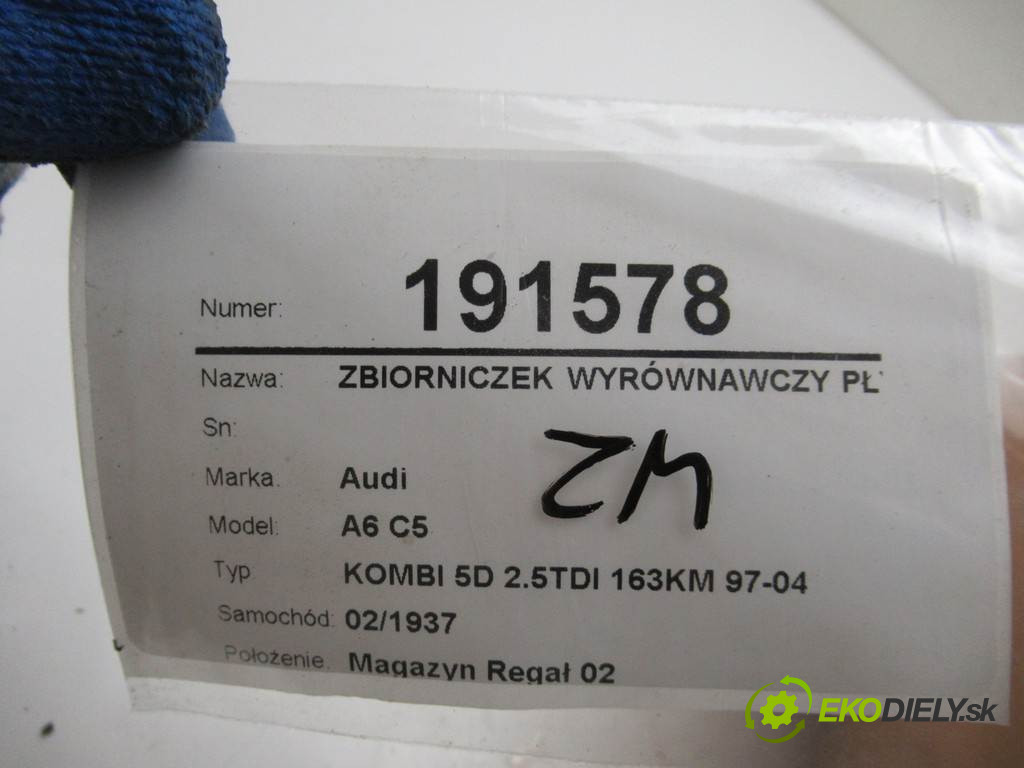 Numer: 191578
Nazwa: ZBIORNICZEK WYRÓWNAWCZY PŁ
Sn:
ZM
Marka. Audi
Model: A6 C5
Typ KOMBI 5D 2.5TDI 163KM 97-04
Samochód: 02/1937
Położenie. Magazyn Regał 02
EKODIELY.sk